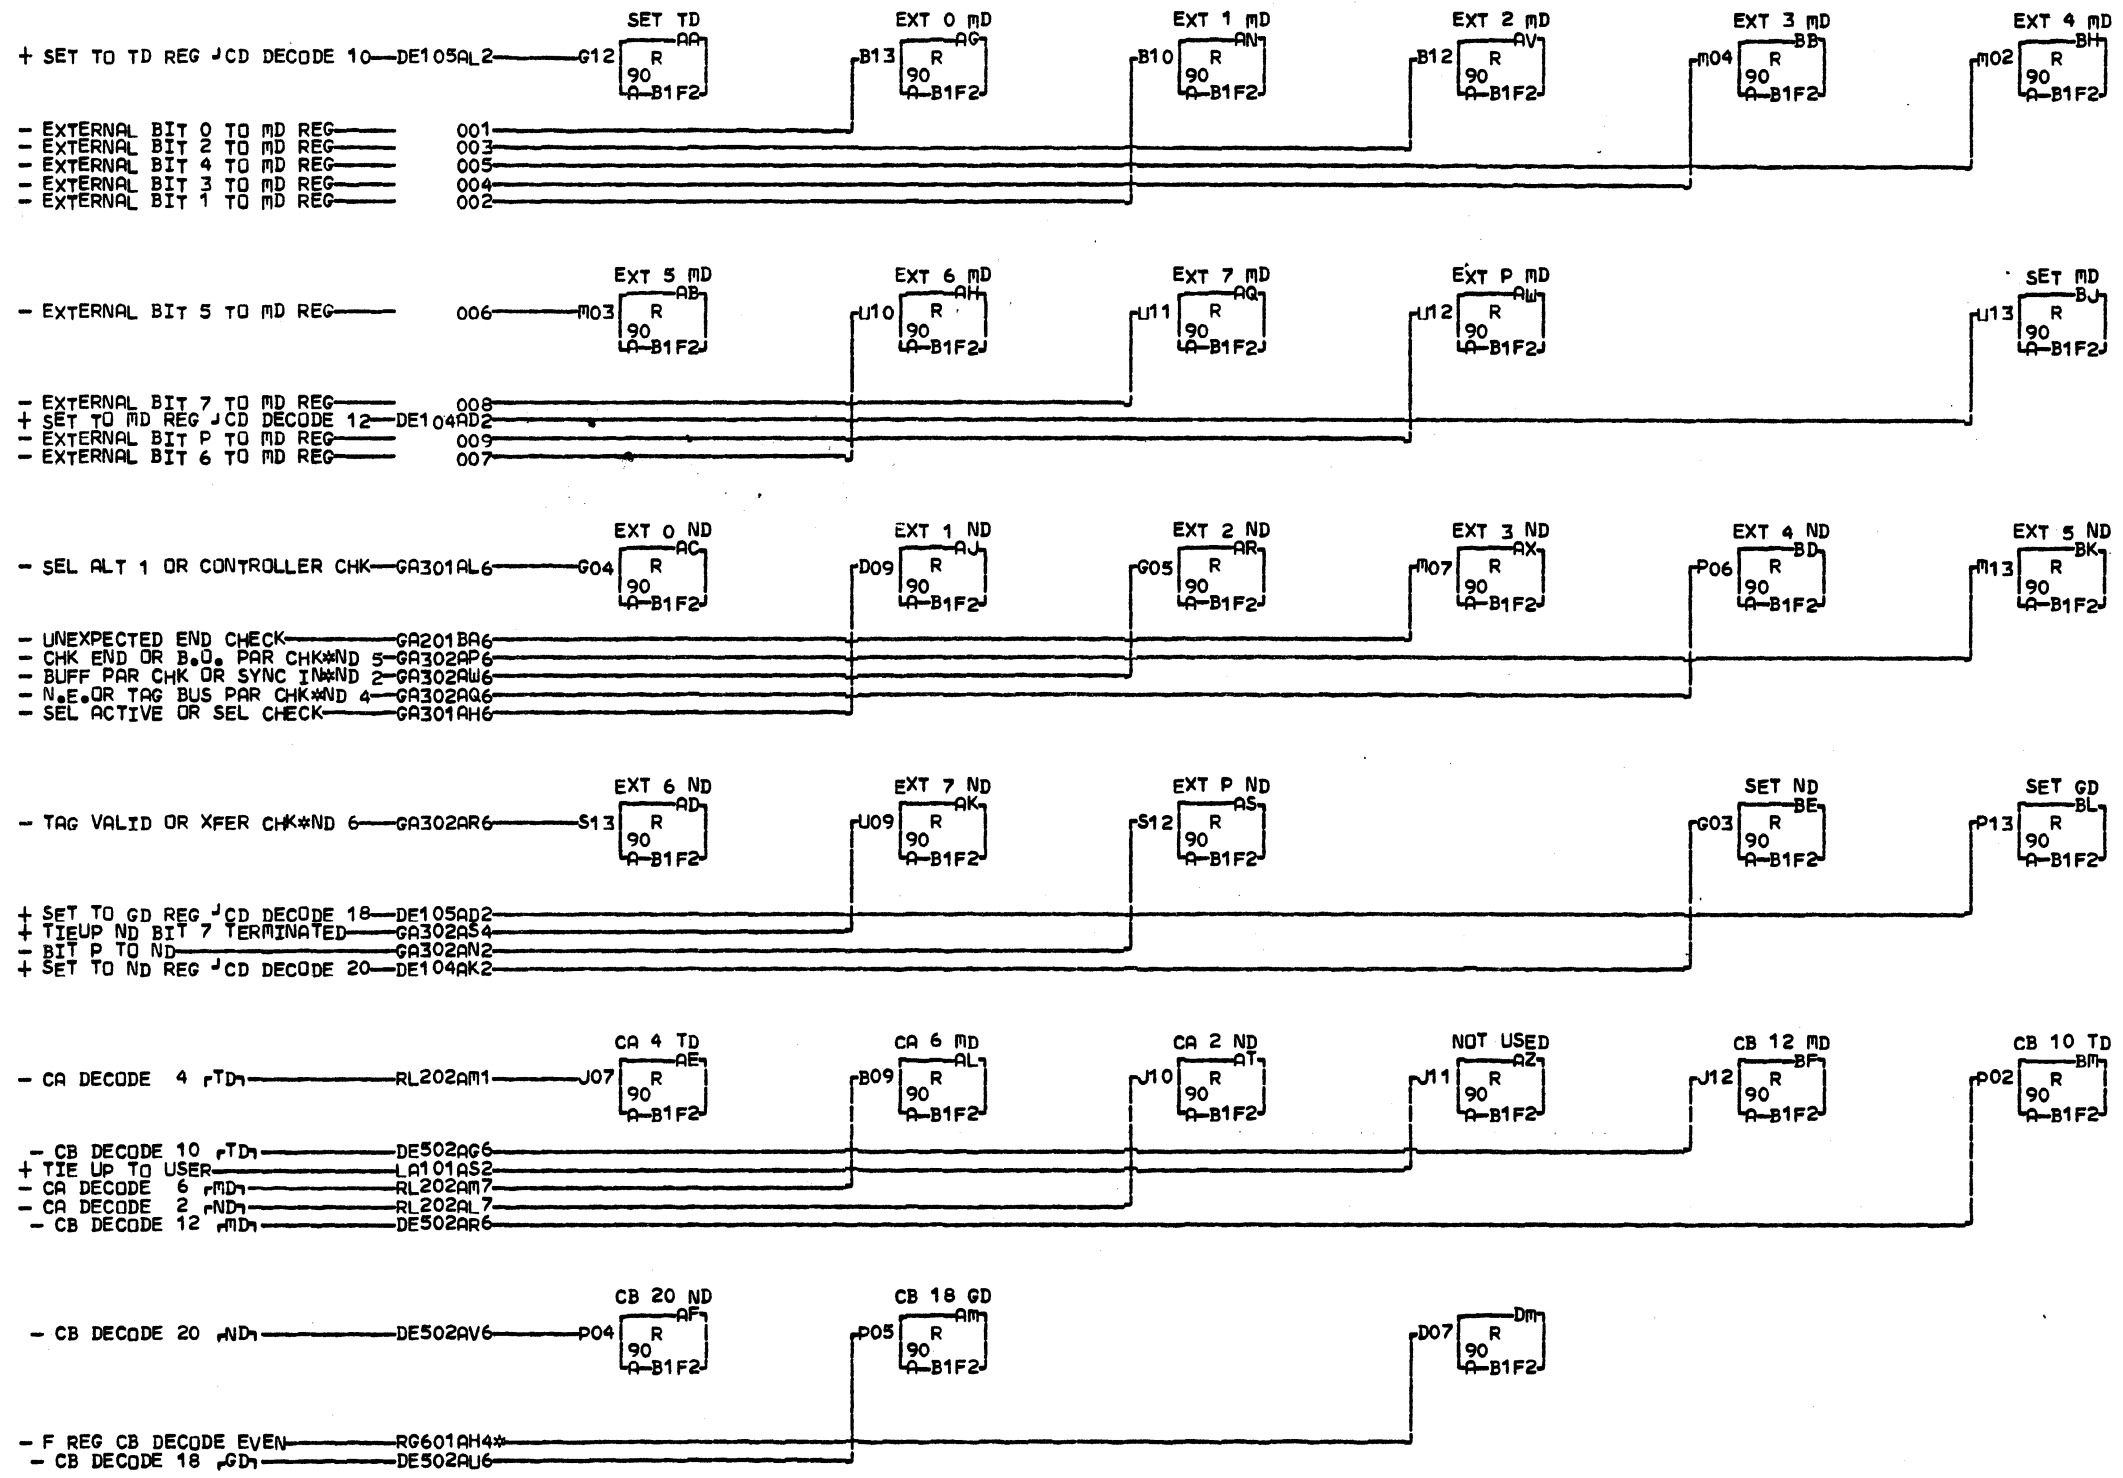 SET TD EXT 0 MD EXT 1 MD EXT 2 MD EXT 3 MD EXT 4 MD
AA AG AN AV BB BH
+ SET TO TD REG ┘CD DECODE 10—DE105AL2—G12 R B13 R B10 R B12 R M04 R M02 R
90 90 90 90 90 90
A—B1F2 A—B1F2 A—B1F2 A—B1F2 A—B1F2 A—B1F2
- EXTERNAL BIT 0 TO MD REG— 001
- EXTERNAL BIT 2 TO MD REG— 003
- EXTERNAL BIT 4 TO MD REG— 005
- EXTERNAL BIT 3 TO MD REG— 004
- EXTERNAL BIT 1 TO MD REG— 002
EXT 5 MD EXT 6 MD EXT 7 MD EXT P MD SET MD
AB AH AQ AW BJ
- EXTERNAL BIT 5 TO MD REG— 006—M03 R U10 R U11 R U12 R U13 R
90 90 90 90 90
A—B1F2 A—B1F2 A—B1F2 A—B1F2 A—B1F2
- EXTERNAL BIT 7 TO MD REG— 008
+ SET TO MD REG ┘CD DECODE 12—DE104AD2
- EXTERNAL BIT P TO MD REG— 009
- EXTERNAL BIT 6 TO MD REG— 007
EXT 0 ND EXT 1 ND EXT 2 ND EXT 3 ND EXT 4 ND EXT 5 ND
AC AJ AR AX BD BK
- SEL ALT 1 OR CONTROLLER CHK—GA301AL6—G04 R D09 R G05 R M07 R P06 R M13 R
90 90 90 90 90 90
A—B1F2 A—B1F2 A—B1F2 A—B1F2 A—B1F2 A—B1F2
- UNEXPECTED END CHECK—GA201BA6
- CHK END OR B.O. PAR CHK*ND 5—GA302AP6
- BUFF PAR CHK OR SYNC IN*ND 2—GA302AW6
- N.E.OR TAG BUS PAR CHK*ND 4—GA302AQ6
- SEL ACTIVE OR SEL CHECK—GA301AH6
EXT 6 ND EXT 7 ND EXT P ND SET ND SET GD
AD AK AS BE BL
- TAG VALID OR XFER CHK*ND 6—GA302AR6—S13 R U09 R S12 R G03 R P13 R
90 90 90 90 90
A—B1F2 A—B1F2 A—B1F2 A—B1F2 A—B1F2
+ SET TO GD REG ┘CD DECODE 18—DE105AD2
+ TIEUP ND BIT 7 TERMINATED—GA302AS4
- BIT P TO ND—GA302AN2
+ SET TO ND REG ┘CD DECODE 20—DE104AK2
CA 4 TD CA 6 MD CA 2 ND NOT USED CB 12 MD CB 10 TD
AE AL AT AZ BF BM
- CA DECODE 4 ┌TD┐—RL202AM1—J07 R B09 R J10 R J11 R J12 R P02 R
90 90 90 90 90 90
A—B1F2 A—B1F2 A—B1F2 A—B1F2 A—B1F2 A—B1F2
- CB DECODE 10 ┌TD┐—DE502AG6
+ TIE UP TO USER—LA101AS2
- CA DECODE 6 ┌MD┐—RL202AM7
- CA DECODE 2 ┌ND┐—RL202AL7
- CB DECODE 12 ┌MD┐—DE502AR6
CB 20 ND CB 18 GD
AF AM DM
- CB DECODE 20 ┌ND┐—DE502AV6—P04 R P05 R D07 R
90 90 90
A—B1F2 A—B1F2 A—B1F2
- F REG CB DECODE EVEN—RG601AH4*
- CB DECODE 18 ┌GD┐—DE502AU6